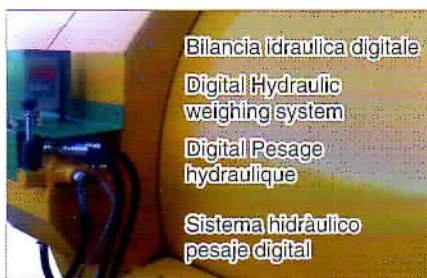 Bilancia idraulica digitale
Digital Hydraulic
weighing system
Digital Pesage
hydraulique
Sistema hidràulico
pesaje digital